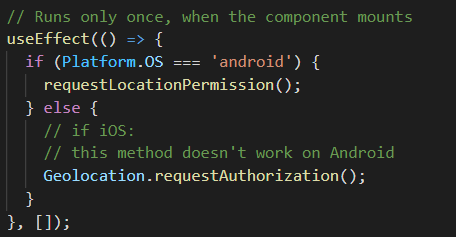 // Runs only once, when the component mounts
useEffect(() => {
  if (Platform.OS === 'android') {
    requestLocationPermission();
  } else {
    // if iOS:
    // this method doesn't work on Android
    Geolocation.requestAuthorization();
  }
}, []);